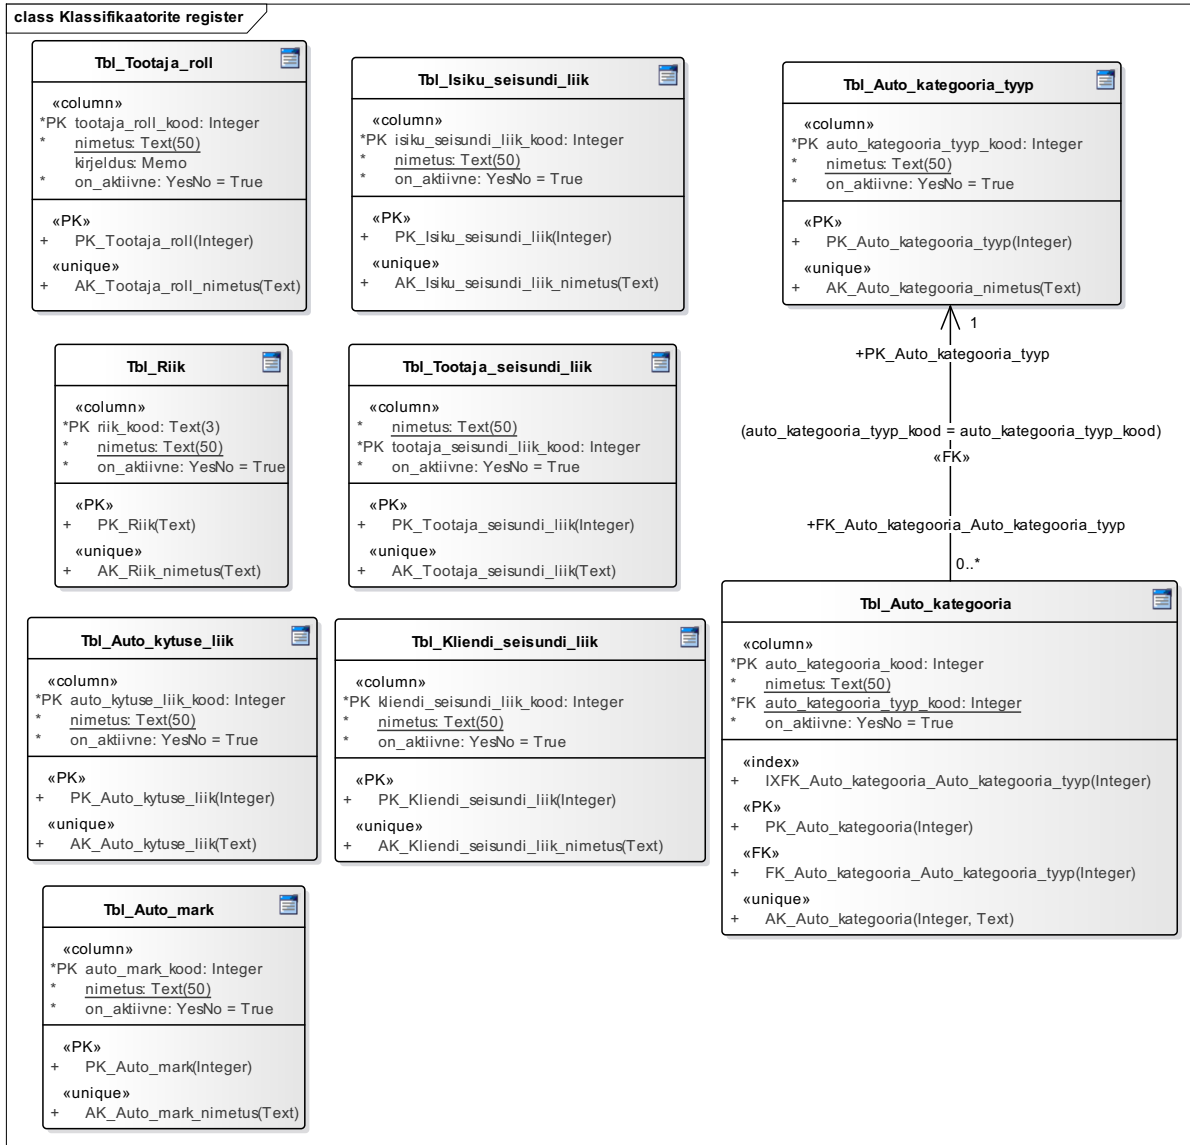 class Klassifikaatorite register
Tbl_Tootaja_roll
«column»
*PK tootaja_roll_kood: Integer
* nimetus: Text(50)
kirjeldus: Memo
* on_aktiivne: YesNo = True
«PK»
+ PK_Tootaja_roll(Integer)
«unique»
+ AK_Tootaja_roll_nimetus(Text)
Tbl_Isiku_seisundi_liik
«column»
*PK isiku_seisundi_liik_kood: Integer
* nimetus: Text(50)
* on_aktiivne: YesNo = True
«PK»
+ PK_Isiku_seisundi_liik(Integer)
«unique»
+ AK_Isiku_seisundi_liik_nimetus(Text)
Tbl_Auto_kategooria_tyyp
«column»
*PK auto_kategooria_tyyp_kood: Integer
* nimetus: Text(50)
* on_aktiivne: YesNo = True
«PK»
+ PK_Auto_kategooria_tyyp(Integer)
«unique»
+ AK_Auto_kategooria_nimetus(Text)
1
+PK_Auto_kategooria_tyyp
(auto_kategooria_tyyp_kood = auto_kategooria_tyyp_kood)
«FK»
+FK_Auto_kategooria_Auto_kategooria_tyyp
0..*
Tbl_Riik
«column»
*PK riik_kood: Text(3)
* nimetus: Text(50)
* on_aktiivne: YesNo = True
«PK»
+ PK_Riik(Text)
«unique»
+ AK_Riik_nimetus(Text)
Tbl_Tootaja_seisundi_liik
«column»
* nimetus: Text(50)
*PK tootaja_seisundi_liik_kood: Integer
* on_aktiivne: YesNo = True
«PK»
+ PK_Tootaja_seisundi_liik(Integer)
«unique»
+ AK_Tootaja_seisundi_liik(Text)
Tbl_Auto_kategooria
«column»
*PK auto_kategooria_kood: Integer
* nimetus: Text(50)
*FK auto_kategooria_tyyp_kood: Integer
* on_aktiivne: YesNo = True
«index»
+ IXFK_Auto_kategooria_Auto_kategooria_tyyp(Integer)
«PK»
+ PK_Auto_kategooria(Integer)
«FK»
+ FK_Auto_kategooria_Auto_kategooria_tyyp(Integer)
«unique»
+ AK_Auto_kategooria(Integer, Text)
Tbl_Auto_kytuse_liik
«column»
*PK auto_kytuse_liik_kood: Integer
* nimetus: Text(50)
* on_aktiivne: YesNo = True
«PK»
+ PK_Auto_kytuse_liik(Integer)
«unique»
+ AK_Auto_kytuse_liik(Text)
Tbl_Kliendi_seisundi_liik
«column»
*PK kliendi_seisundi_liik_kood: Integer
* nimetus: Text(50)
* on_aktiivne: YesNo = True
«PK»
+ PK_Kliendi_seisundi_liik(Integer)
«unique»
+ AK_Kliendi_seisundi_liik_nimetus(Text)
Tbl_Auto_mark
«column»
*PK auto_mark_kood: Integer
* nimetus: Text(50)
* on_aktiivne: YesNo = True
«PK»
+ PK_Auto_mark(Integer)
«unique»
+ AK_Auto_mark_nimetus(Text)